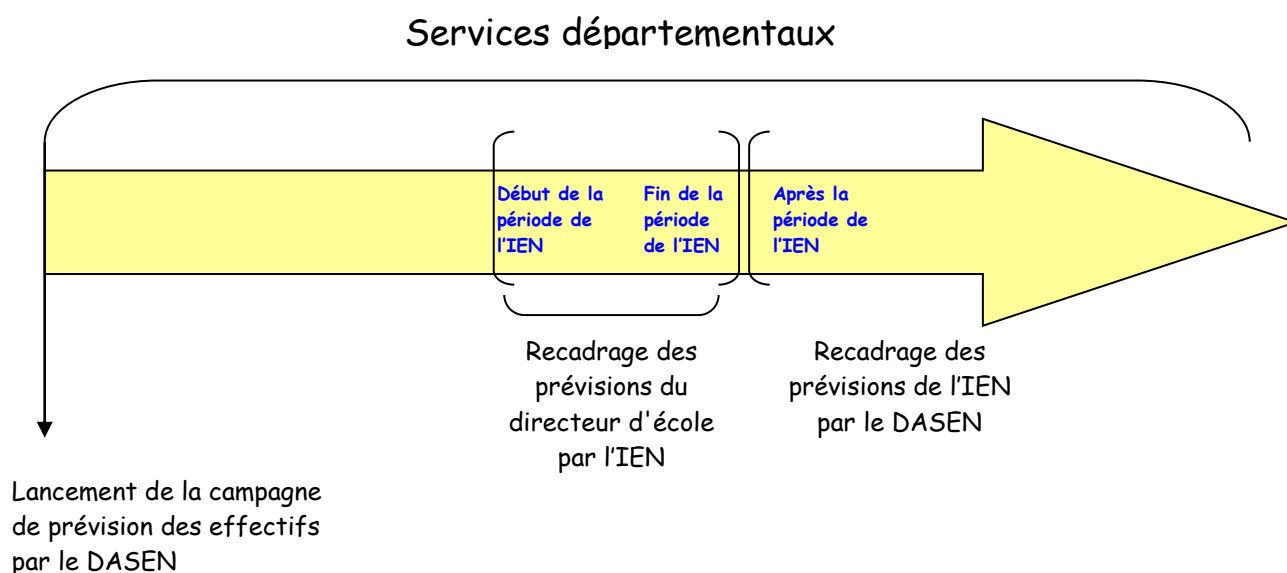 Services départementaux
Début de la
période de
l'IEN
Fin de la
période
de l'IEN
Après la
période de
l'IEN
Recadrage des
prévisions du
directeur d'école
par l'IEN
Recadrage des
prévisions de l'IEN
par le DASEN
Lancement de la campagne
de prévision des effectifs
par le DASEN